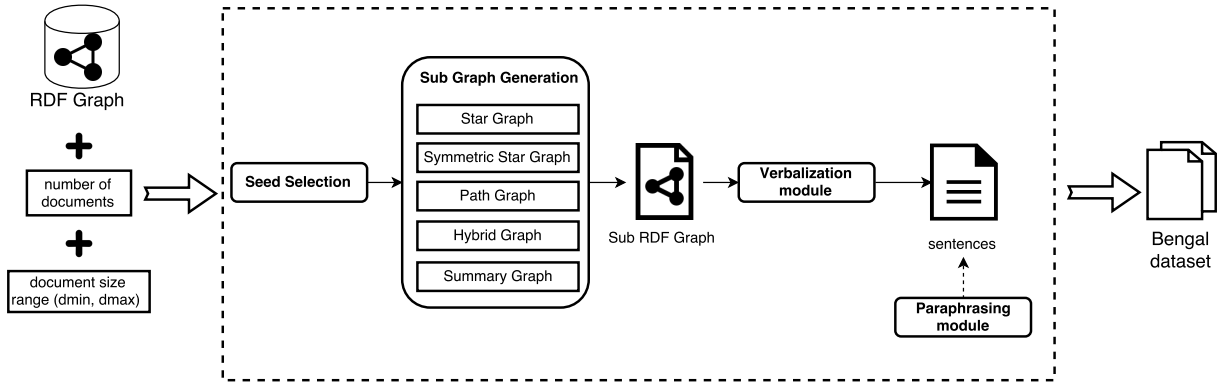 RDF Graph
number of
documents
document size
range (dmin, dmax)
Seed Selection
Sub Graph Generation
Star Graph
Symmetric Star Graph
Path Graph
Hybrid Graph
Summary Graph
Sub RDF Graph
Verbalization
module
sentences
Paraphrasing
module
Bengal
dataset